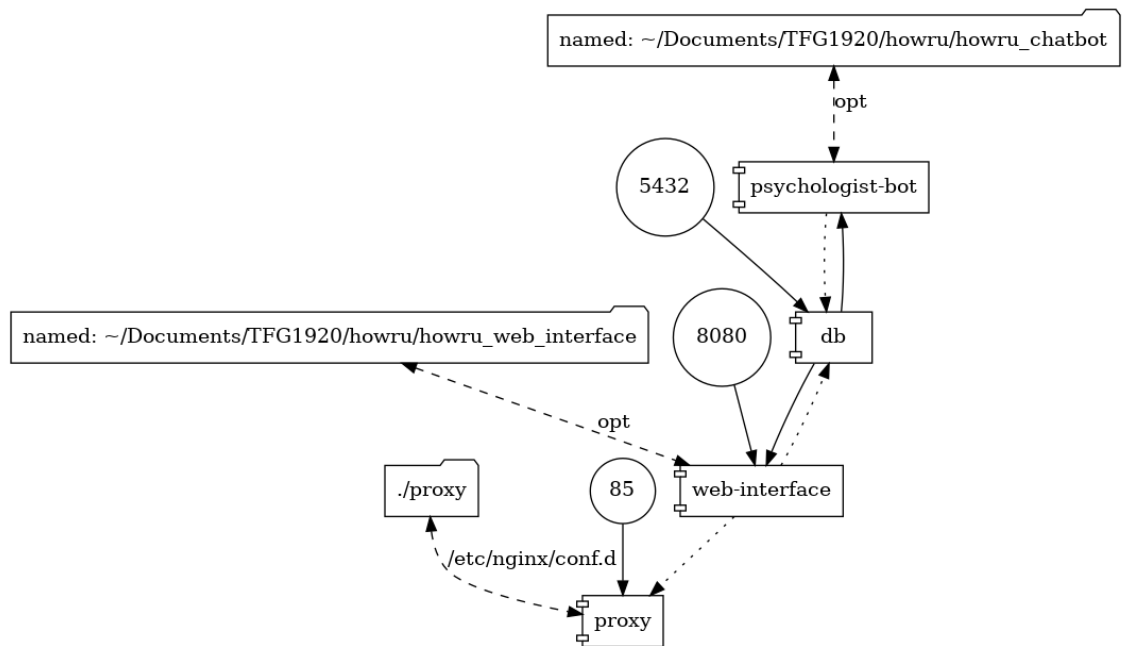 named: ~/Documents/TFG1920/howru/howru_chatbot
opt
5432
psychologist-bot
named: ~/Documents/TFG1920/howru/howru_web_interface
8080
db
opt
./proxy
85
web-interface
/etc/nginx/conf.d
proxy